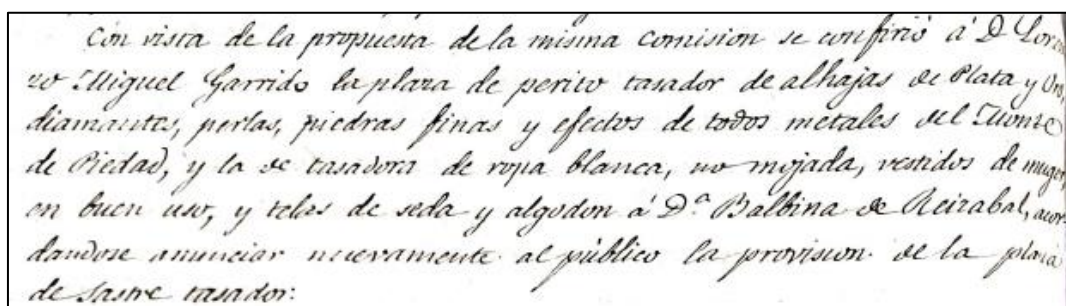 Con vista de la propuesta de la misma Comision se confirió á D. Loren
zo Miguel Garrido la plaza de perito tasador de alhajas de Plata y Oro,
diamantes, perlas, piedras finas y efectos de todos metales del Monte
de Piedad, y la de tasadora de ropa blanca, no mojada, vestidos de muger
en buen uso, y telas de seda y algodon á D.ª Balbina de Reizabal, acor
dandose anunciar nuevamente al público la provision de la plaza
de Sastre tasador: